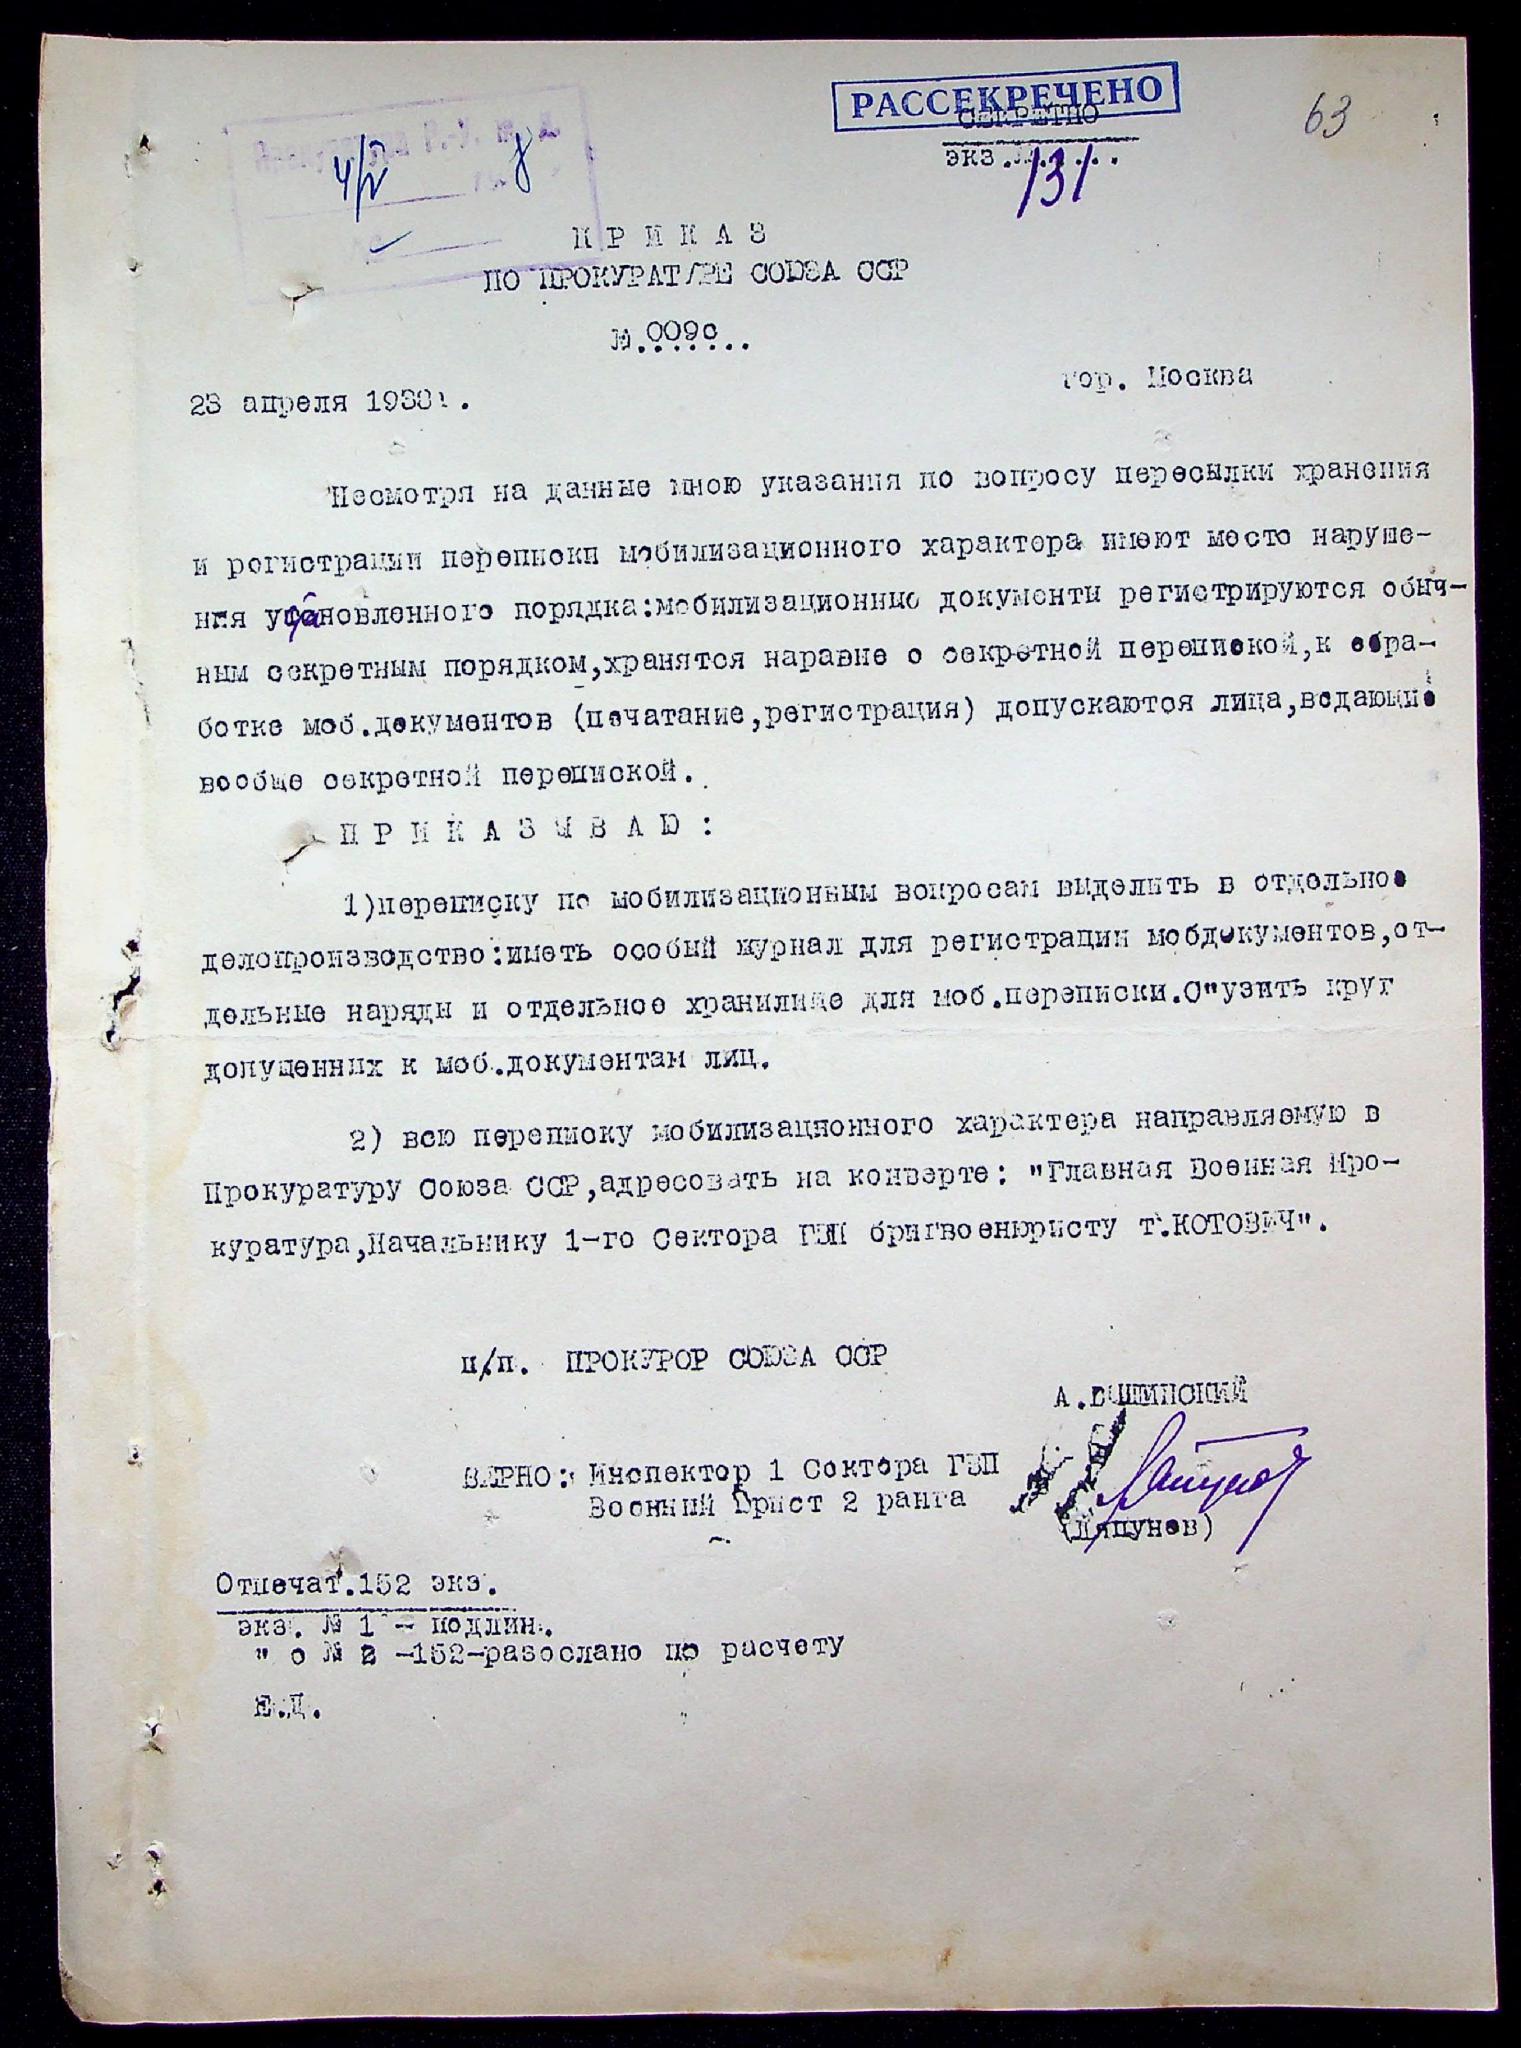 РАССЕКРЕЧЕНО
СЕКРЕТНО
63
экз.№....
131
Прокуратура
4/V
П Р И К А З
ПО ПРОКУРАТУРЕ СОЮЗА ССР
№.009с..
гор. Москва
23 апреля 1938г.
Несмотря на данные мною указания по вопросу пересылки хранения
и регистрации переписки мобилизационного характера имеют место наруше-
ния установленного порядка:мобилизационные документы регистрируются обыч-
ным секретным порядком,хранятся наравне с секретной перепиской,к обра-
ботке моб.документов (печатание,регистрация) допускаются лица,ведающие
вообще секретной перепиской.
П Р И К А З Ы В А Ю :
1)переписку по мобилизационным вопросам выделить в отдельное
делопроизводство:иметь особый журнал для регистрации мобдокументов,от-
дельные наряды и отдельное хранилище для моб.переписки.С"узить круг
допущенных к моб.документам лиц.
2) всю переписку мобилизационного характера направляемую в
Прокуратуру Союза ССР,адресовать на конверте: "Главная Военная Про-
куратура,Начальнику 1-го Сектора ГВП бригвоенюристу т.КОТОВИЧ".
п/п. ПРОКУРОР СОЮЗА ССР
А.ВЫШИНСКИЙ
ВЕРНО: Инспектор 1 Сектора ГВП
Военный Юрист 2 ранга
(Ляпунов)
Отпечат.152 экз.
экз. № 1 - подлин.
" с № 2 -152-разослано по расчету
Е.Д.